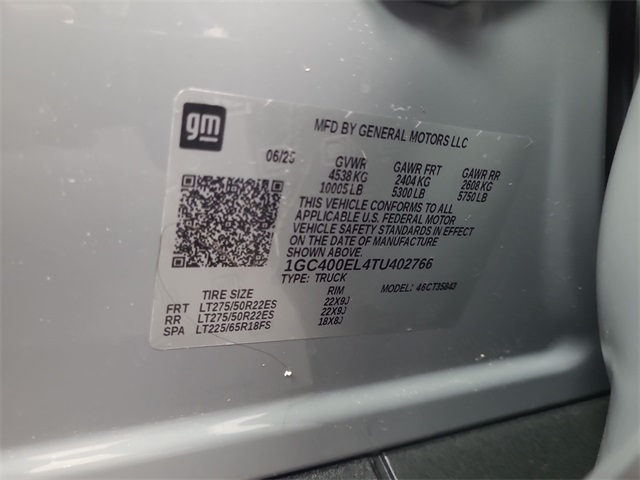 gm
MFD BY GENERAL MOTORS LLC
06/25 GVWR GAWR FRT GAWR RR
4538 KG 2404 KG 2608 KG
10005 LB 5300 LB 5750 LB
THIS VEHICLE CONFORMS TO ALL
APPLICABLE U.S. FEDERAL MOTOR
VEHICLE SAFETY STANDARDS IN
EFFECT ON THE DATE OF MANUFACTURE
SHOWN ABOVE.
1GC400EL4TU402766
TYPE: TRUCK MODEL: 46CT35843
TIRE SIZE RIM
FRT LT275/50R22ES 22X9J
RR LT275/50R22ES 22X9J
SPA LT225/65R18FS 18X8J